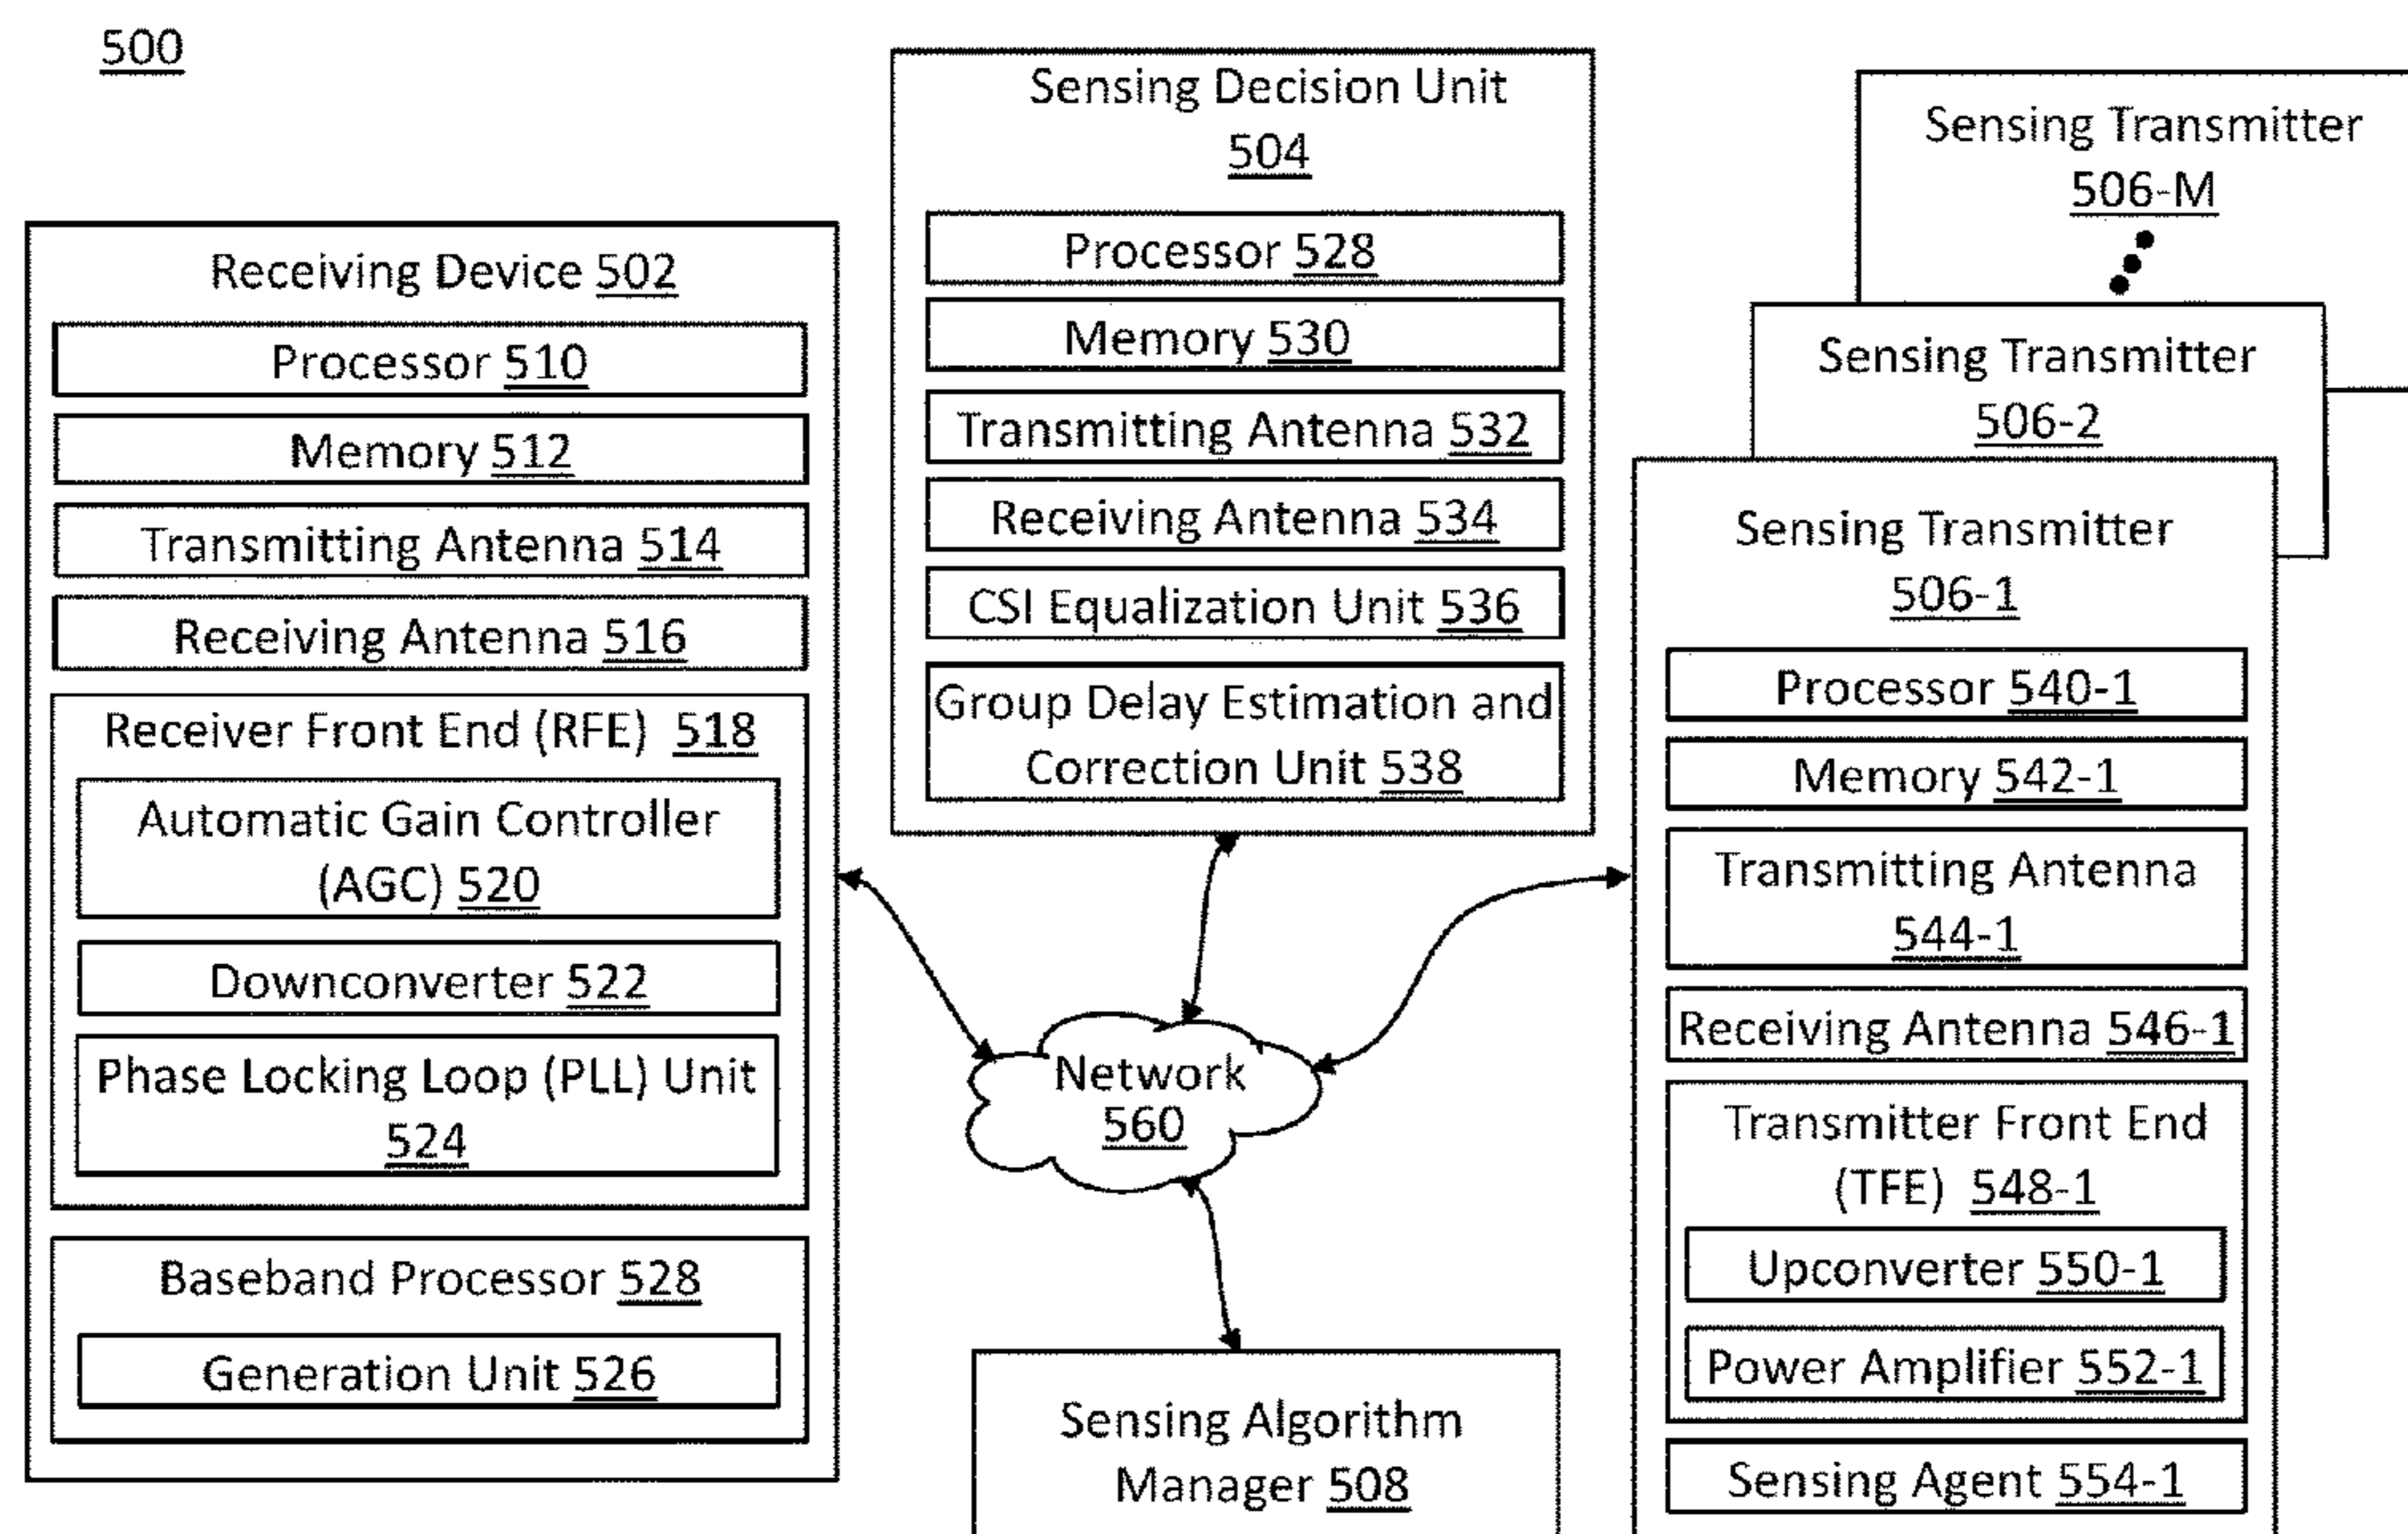 500
Receiving Device 502
Processor 510
Memory 512
Transmitting Antenna 514
Receiving Antenna 516
Receiver Front End (RFE) 518
Automatic Gain Controller
(AGC) 520
Downconverter 522
Phase Locking Loop (PLL) Unit
524
Baseband Processor 528
Generation Unit 526
Sensing Decision Unit
504
Processor 528
Memory 530
Transmitting Antenna 532
Receiving Antenna 534
CSI Equalization Unit 536
Group Delay Estimation and
Correction Unit 538
Network
560
Sensing Algorithm
Manager 508
Sensing Transmitter
506-M
Sensing Transmitter
506-2
Sensing Transmitter
506-1
Processor 540-1
Memory 542-1
Transmitting Antenna
544-1
Receiving Antenna 546-1
Transmitter Front End
(TFE) 548-1
Upconverter 550-1
Power Amplifier 552-1
Sensing Agent 554-1